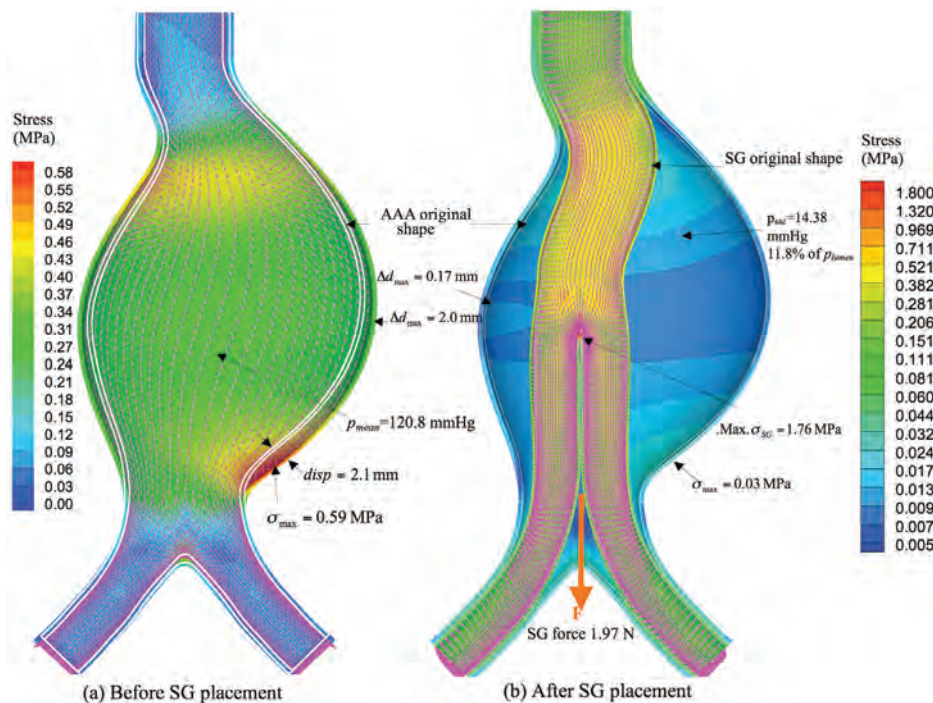 Stress
(MPa)
0.58
0.55
0.52
0.49
0.46
0.43
0.40
0.37
0.34
0.31
0.27
0.24
0.21
0.18
0.15
0.12
0.09
0.06
0.03
0.00
AAA original
shape
Δd_max = 0.17 mm
Δd_max = 2.0 mm
p_mean=120.8 mmHg
disp = 2.1 mm
σ_max = 0.59 MPa
(a) Before SG placement
SG original shape
p_sac=14.38
mmHg
11.8% of p_lumen
.Max. σ_SG = 1.76 MPa
σ_max = 0.03 MPa
F
SG force 1.97 N
(b) After SG placement
Stress
(MPa)
1.800
1.320
0.969
0.711
0.521
0.382
0.281
0.206
0.151
0.111
0.081
0.060
0.044
0.032
0.024
0.017
0.013
0.009
0.007
0.005